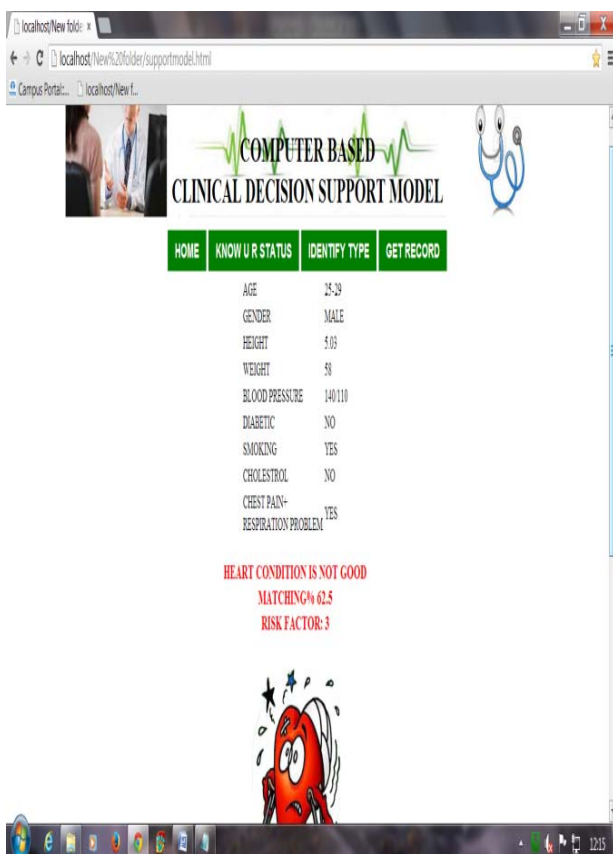 localhost/New folde
localhost/New%20folder/supportmodel.html
Campus Portal:... localhost/New f...
COMPUTER BASED
CLINICAL DECISION SUPPORT MODEL
HOME KNOW U R STATUS IDENTIFY TYPE GET RECORD
AGE 25-29
GENDER MALE
HEIGHT 5.03
WEIGHT 58
BLOOD PRESSURE 140/110
DIABETIC NO
SMOKING YES
CHOLESTROL NO
CHEST PAIN+
RESPIRATION PROBLEM YES
HEART CONDITION IS NOT GOOD
MATCHING% 62.5
RISK FACTOR: 3
12:15